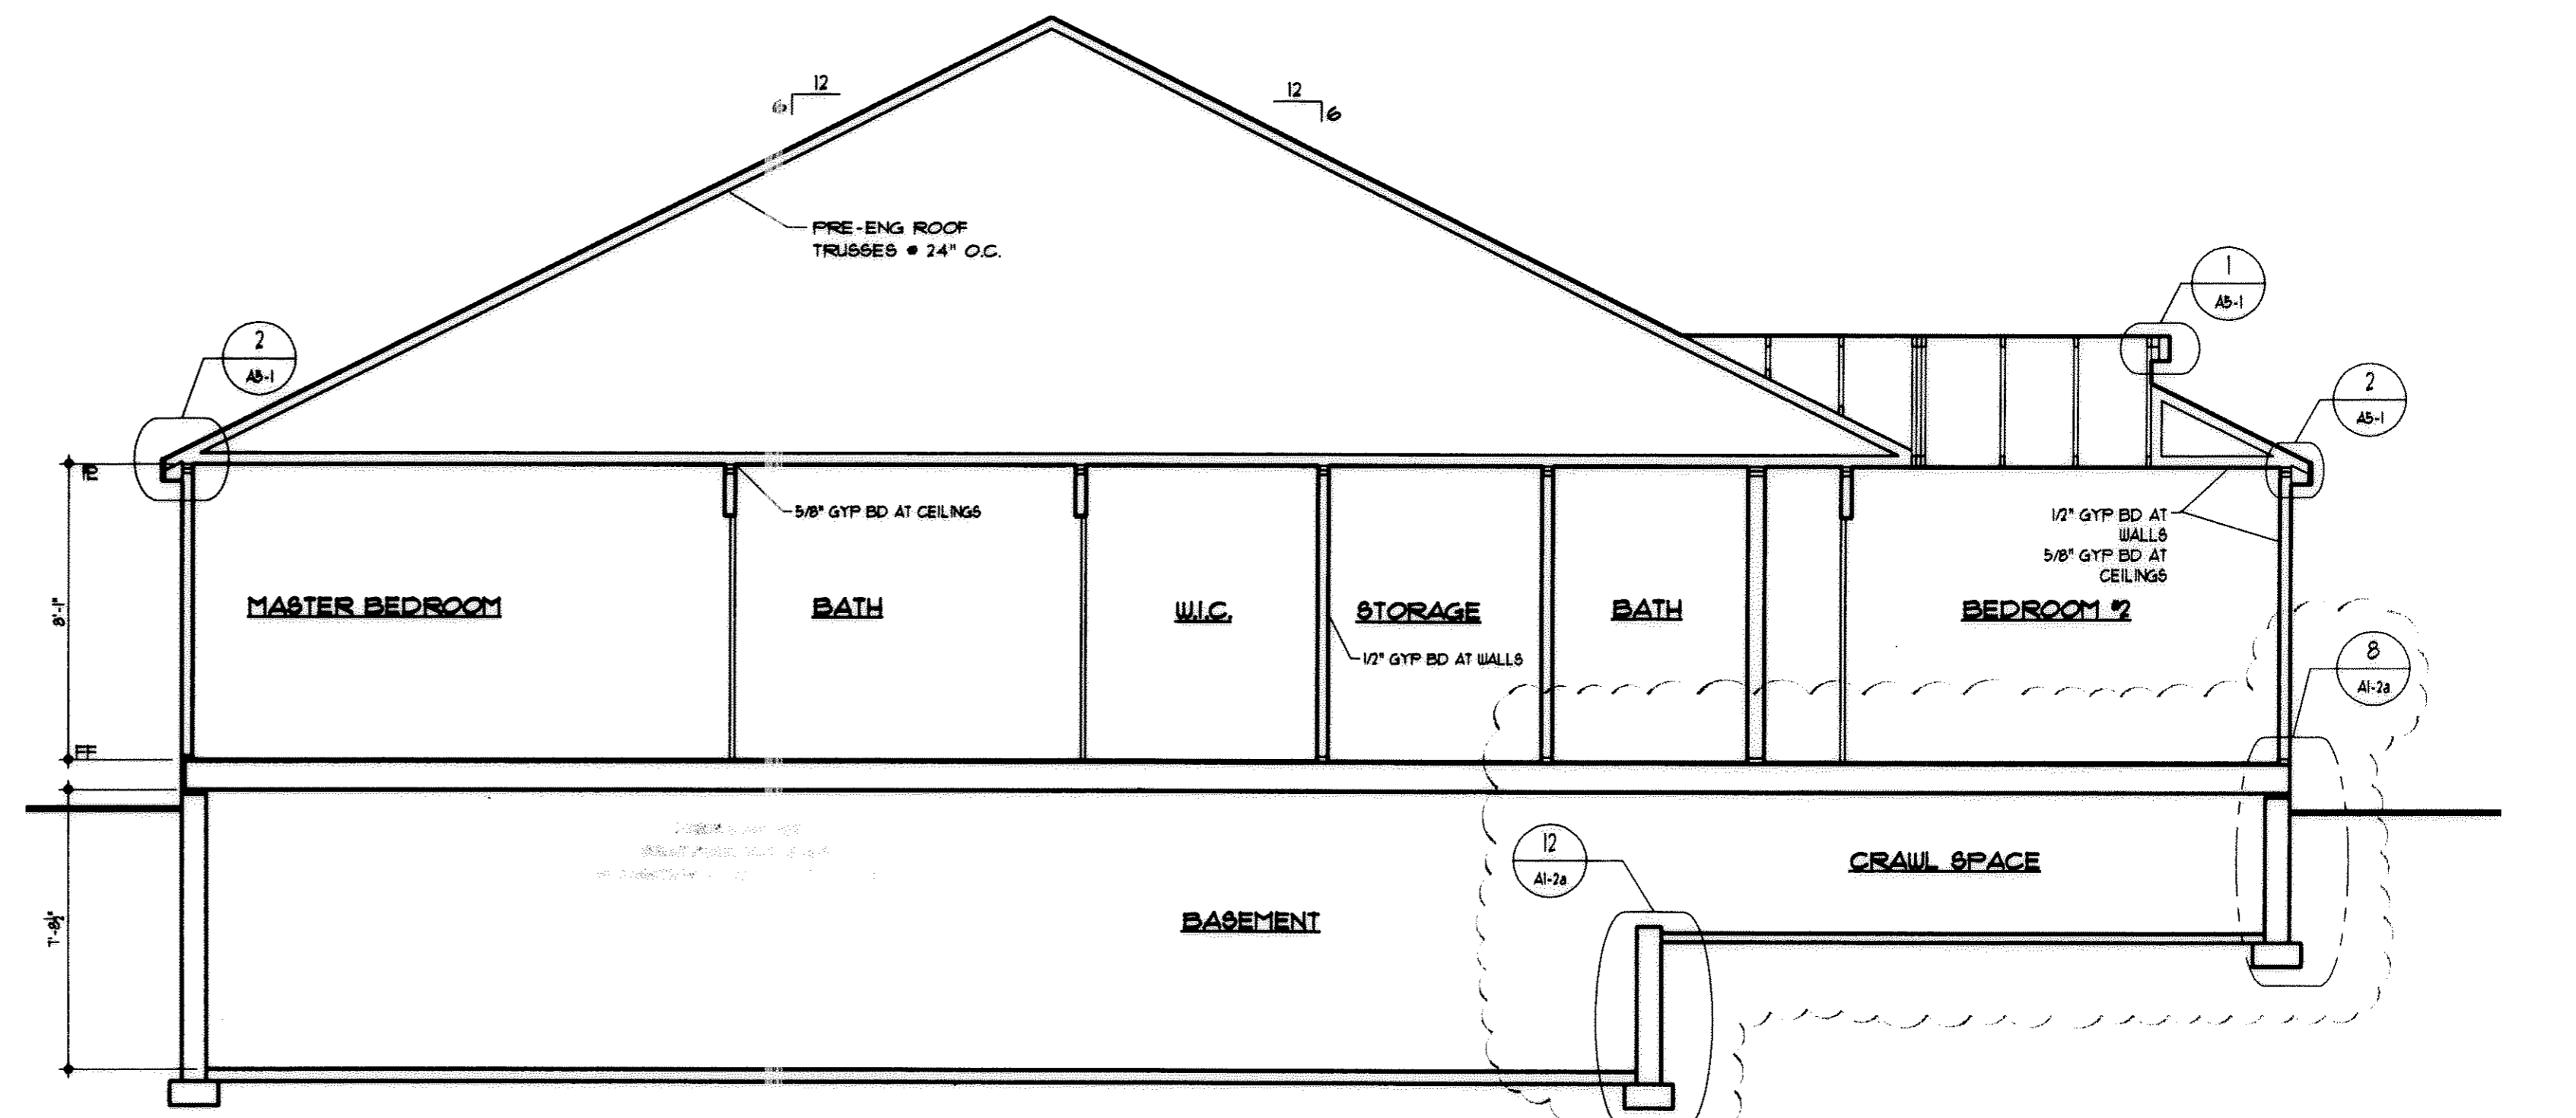 12
6
12
6
PRE-ENG ROOF
TRUSSES @ 24" O.C.
1
A5-1
2
A5-1
2
A5-1
5/8" GYP BD AT CEILINGS
1/2" GYP BD AT
WALLS
5/8" GYP BD AT
CEILINGS
8'-1"
MASTER BEDROOM
BATH
W.I.C.
STORAGE
BATH
BEDROOM #2
1/2" GYP BD AT WALLS
8
A1-2a
12
A1-2a
CRAWL SPACE
BASEMENT
7'-8½"